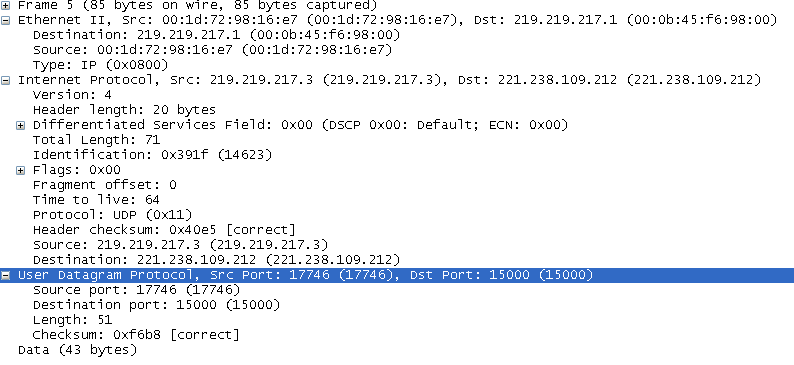 Frame 5 (85 bytes on wire, 85 bytes captured)
Ethernet II, Src: 00:1d:72:98:16:e7 (00:1d:72:98:16:e7), Dst: 219.219.217.1 (00:0b:45:f6:98:00)
Destination: 219.219.217.1 (00:0b:45:f6:98:00)
Source: 00:1d:72:98:16:e7 (00:1d:72:98:16:e7)
Type: IP (0x0800)
Internet Protocol, Src: 219.219.217.3 (219.219.217.3), Dst: 221.238.109.212 (221.238.109.212)
Version: 4
Header length: 20 bytes
Differentiated Services Field: 0x00 (DSCP 0x00: Default; ECN: 0x00)
Total Length: 71
Identification: 0x391f (14623)
Flags: 0x00
Fragment offset: 0
Time to live: 64
Protocol: UDP (0x11)
Header checksum: 0x40e5 [correct]
Source: 219.219.217.3 (219.219.217.3)
Destination: 221.238.109.212 (221.238.109.212)
User Datagram Protocol, Src Port: 17746 (17746), Dst Port: 15000 (15000)
Source port: 17746 (17746)
Destination port: 15000 (15000)
Length: 51
Checksum: 0xf6b8 [correct]
Data (43 bytes)